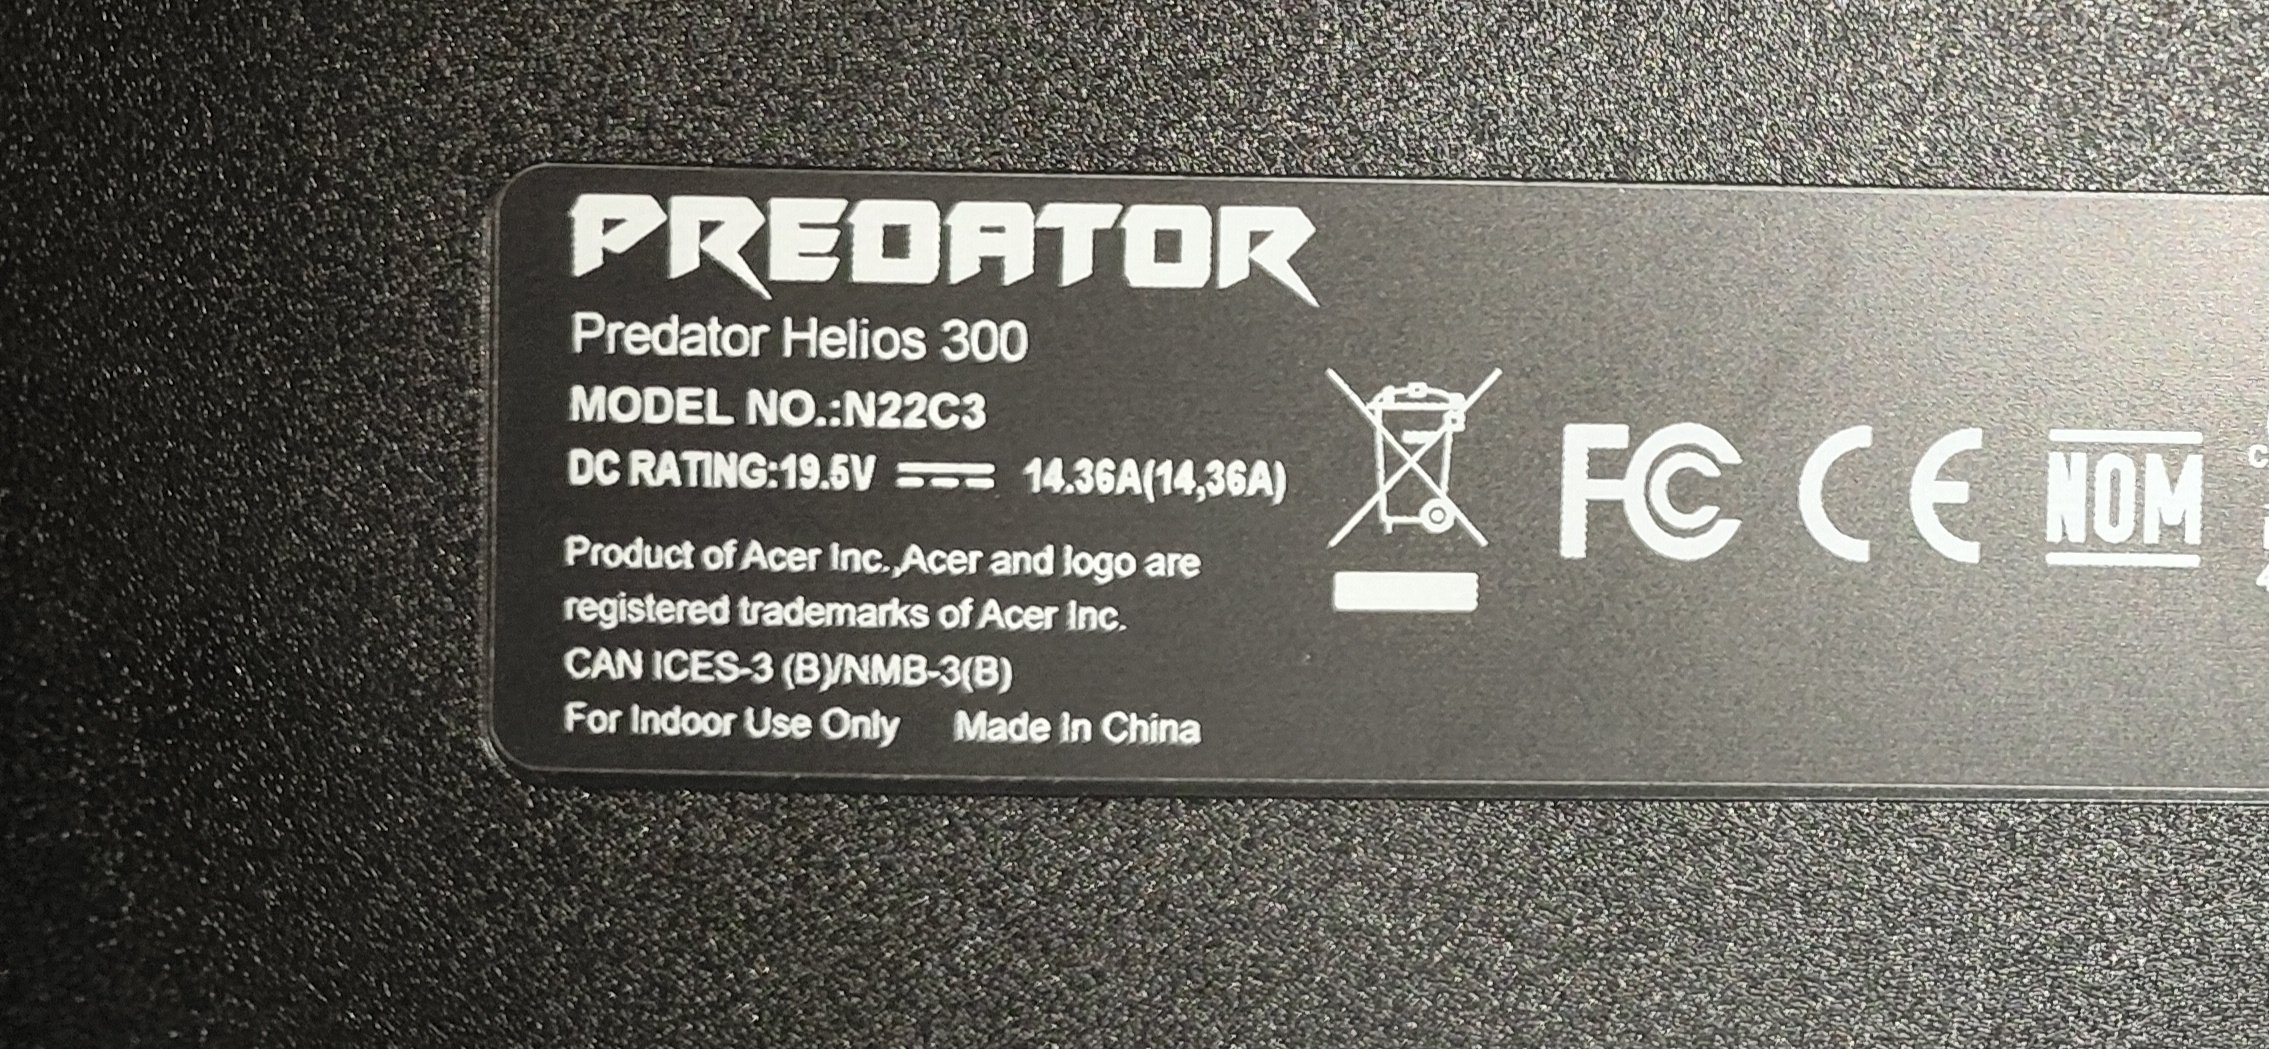 PREDATOR
Predator Helios 300
MODEL NO.:N22C3
DC RATING:19.5V 14.36A(14,36A)
Product of Acer Inc.,Acer and logo are
registered trademarks of Acer Inc.
CAN ICES-3 (B)/NMB-3(B)
For Indoor Use Only Made In China
FC CE NOM